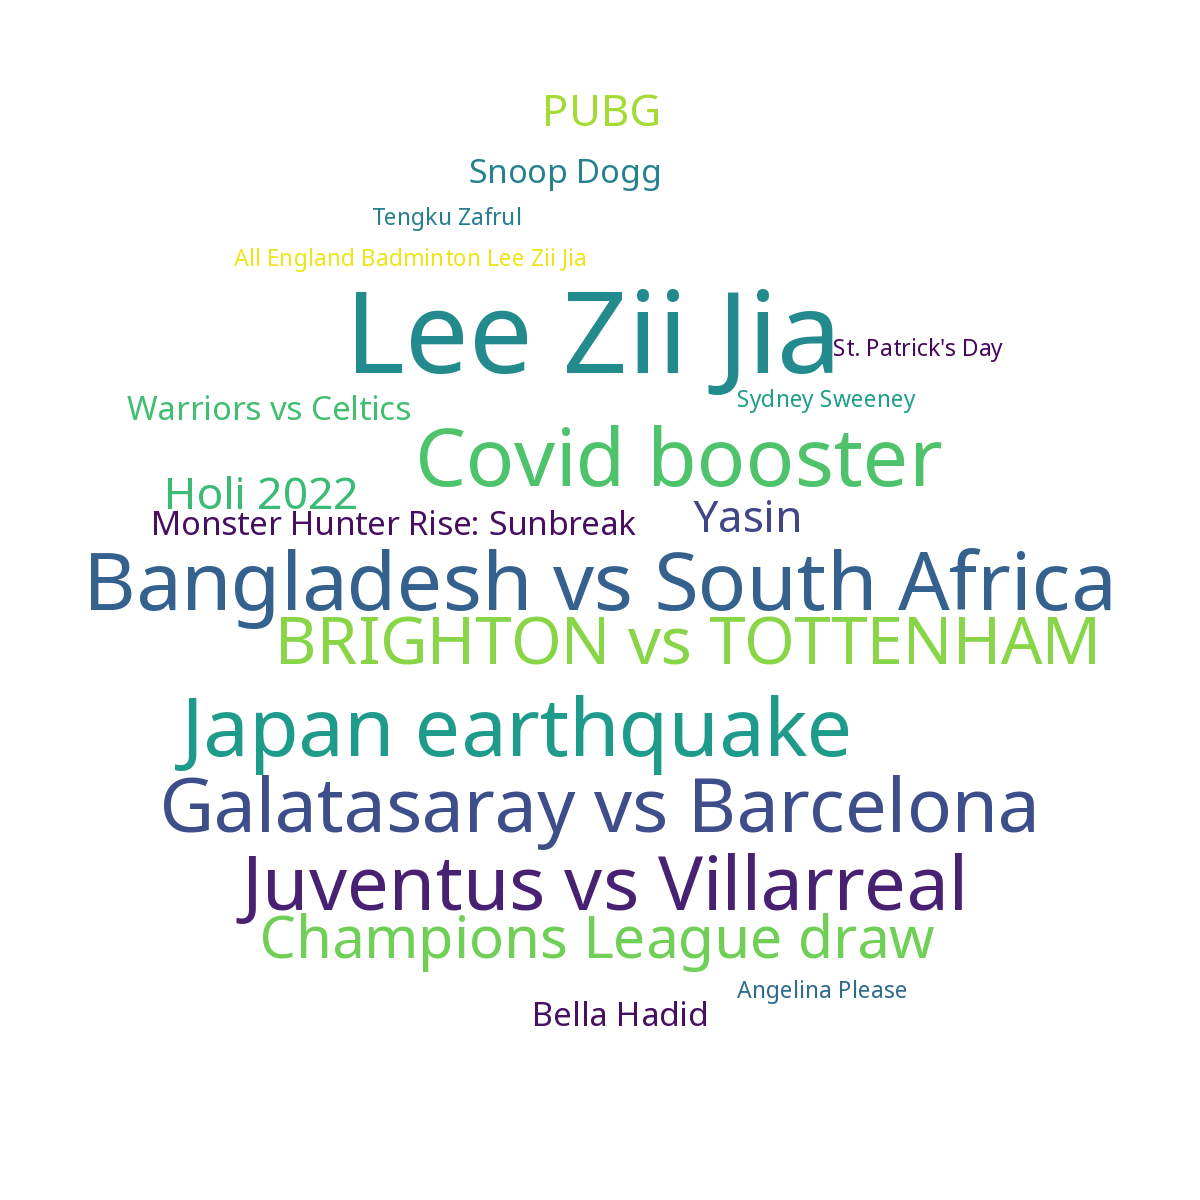 PUBG
Snoop Dogg
Tengku Zafrul
All England Badminton Lee Zii Jia
Lee Zii Jia
St. Patrick's Day
Sydney Sweeney
Warriors vs Celtics
Covid booster
Holi 2022
Yasin
Monster Hunter Rise: Sunbreak
Bangladesh vs South Africa
BRIGHTON vs TOTTENHAM
Japan earthquake
Galatasaray vs Barcelona
Juventus vs Villarreal
Champions League draw
Angelina Please
Bella Hadid